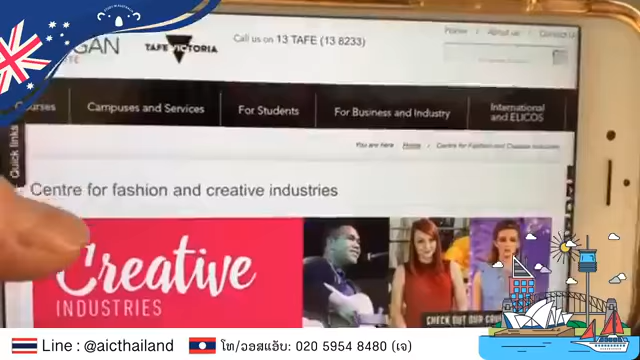 GAN
TAFE VICTORIA
Call us on 13 TAFE (13 8233)
Home / About us / Contact U
Courses
Campuses and Services
For Students
For Business and Industry
International and ELICOS
Quick links
You are here Home / Centre for Fashion and Creative Industries
Centre for fashion and creative industries
Creative
INDUSTRIES
CHECK OUT OUR
Line : @aicthailand
โท/วอสแอ๊บ: 020 5954 8480 (เจ)